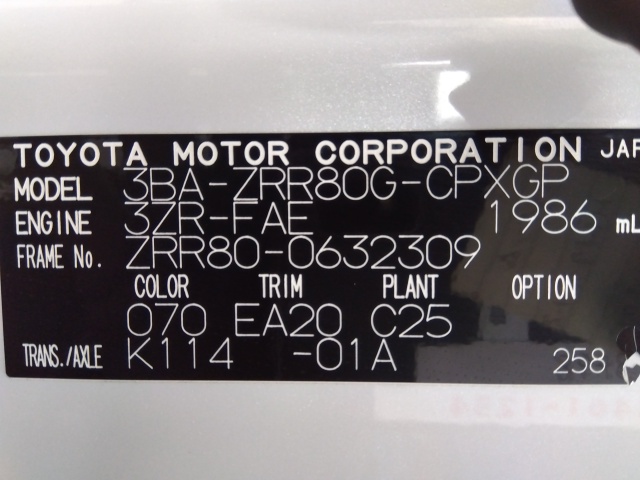 TOYOTA MOTOR CORPORATION JAP
MODEL 3BA-ZRR80G-CPXGP
ENGINE 3ZR-FAE 1986 mL
FRAME No. ZRR80-0632309
COLOR TRIM PLANT OPTION
070 EA20 C25
TRANS./AXLE K114 -01A 258